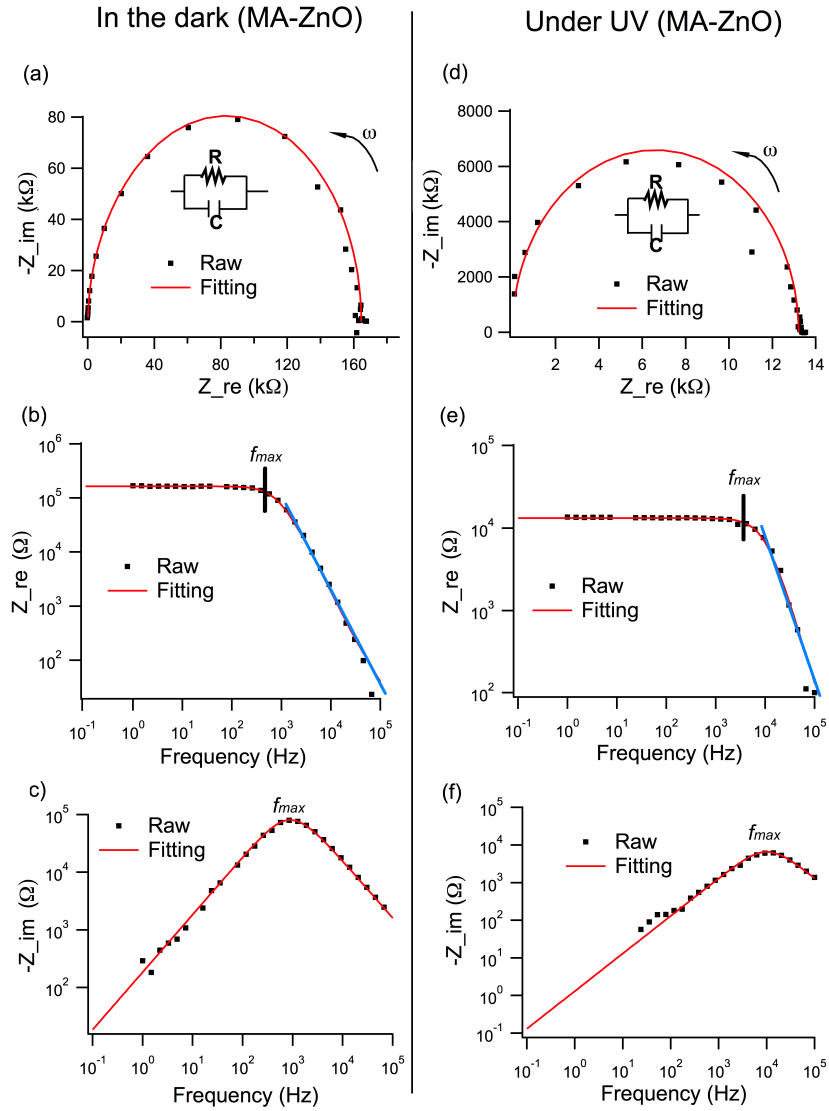 In the dark (MA-ZnO)
Under UV (MA-ZnO)
(a)
80
60
40
20
0
-Z_im (kΩ)
ω
R
C
Raw
Fitting
0
40
80
120
160
Z_re (kΩ)
(d)
8000
6000
4000
2000
0
-Z_im (kΩ)
ω
R
C
Raw
Fitting
2
4
6
8
10
12
14
Z_re (kΩ)
(b)
10^6
10^5
10^4
10^3
10^2
Z_re (Ω)
fmax
Raw
Fitting
10^-1
10^0
10^1
10^2
10^3
10^4
10^5
Frequency (Hz)
(e)
10^5
10^4
10^3
10^2
Z_re (Ω)
fmax
Raw
Fitting
10^-1
10^0
10^1
10^2
10^3
10^4
10^5
Frequency (Hz)
c)
10^5
10^4
10^3
10^2
-Z_im (Ω)
fmax
Raw
Fitting
10^-1
10^0
10^1
10^2
10^3
10^4
10^5
Frequency (Hz)
(f)
10^5
10^4
10^3
10^2
10^1
10^0
10^-1
-Z_im (Ω)
fmax
Raw
Fitting
10^-1
10^0
10^1
10^2
10^3
10^4
10^5
Frequency (Hz)